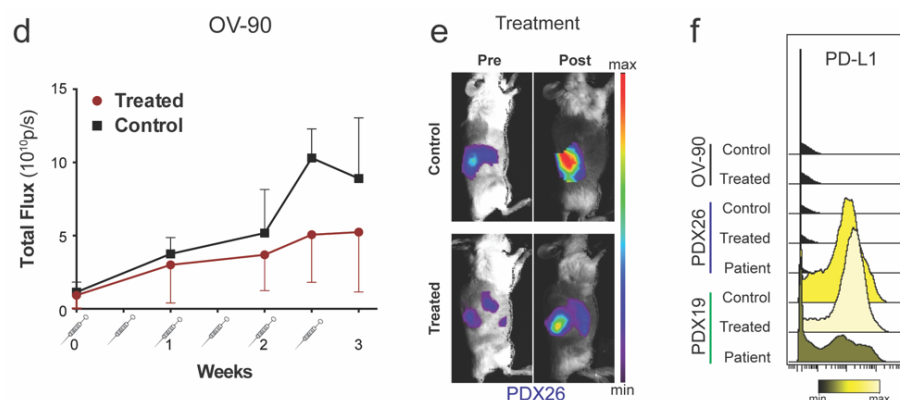 d
OV-90
Total Flux (10¹⁰p/s)
15
10
5
0
Treated
Control
0
1
2
3
Weeks
e
Treatment
Pre
Post
max
Control
Treated
min
PDX26
f
PD-L1
OV-90
Control
Treated
PDX26
Control
Treated
Patient
PDX19
Control
Treated
Patient
min
max